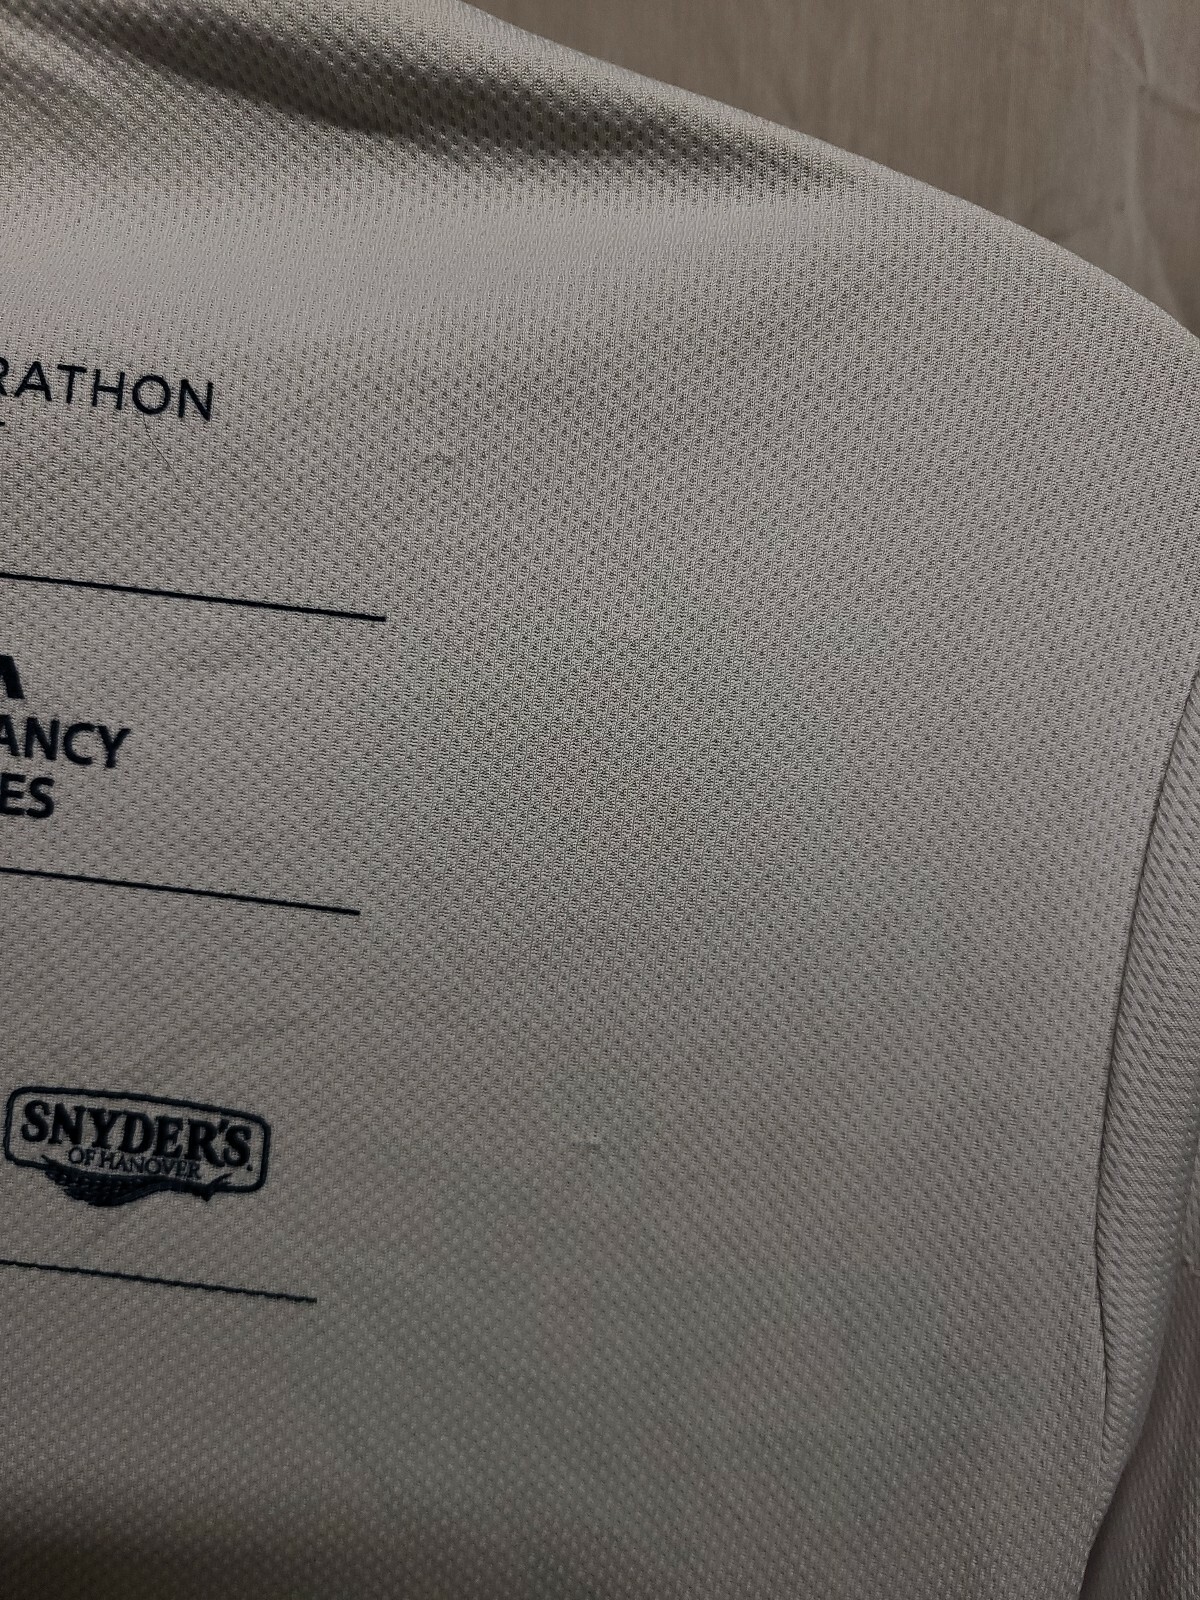 RATHON
A
ANCY
ES
SNYDER'S
OF HANOVER